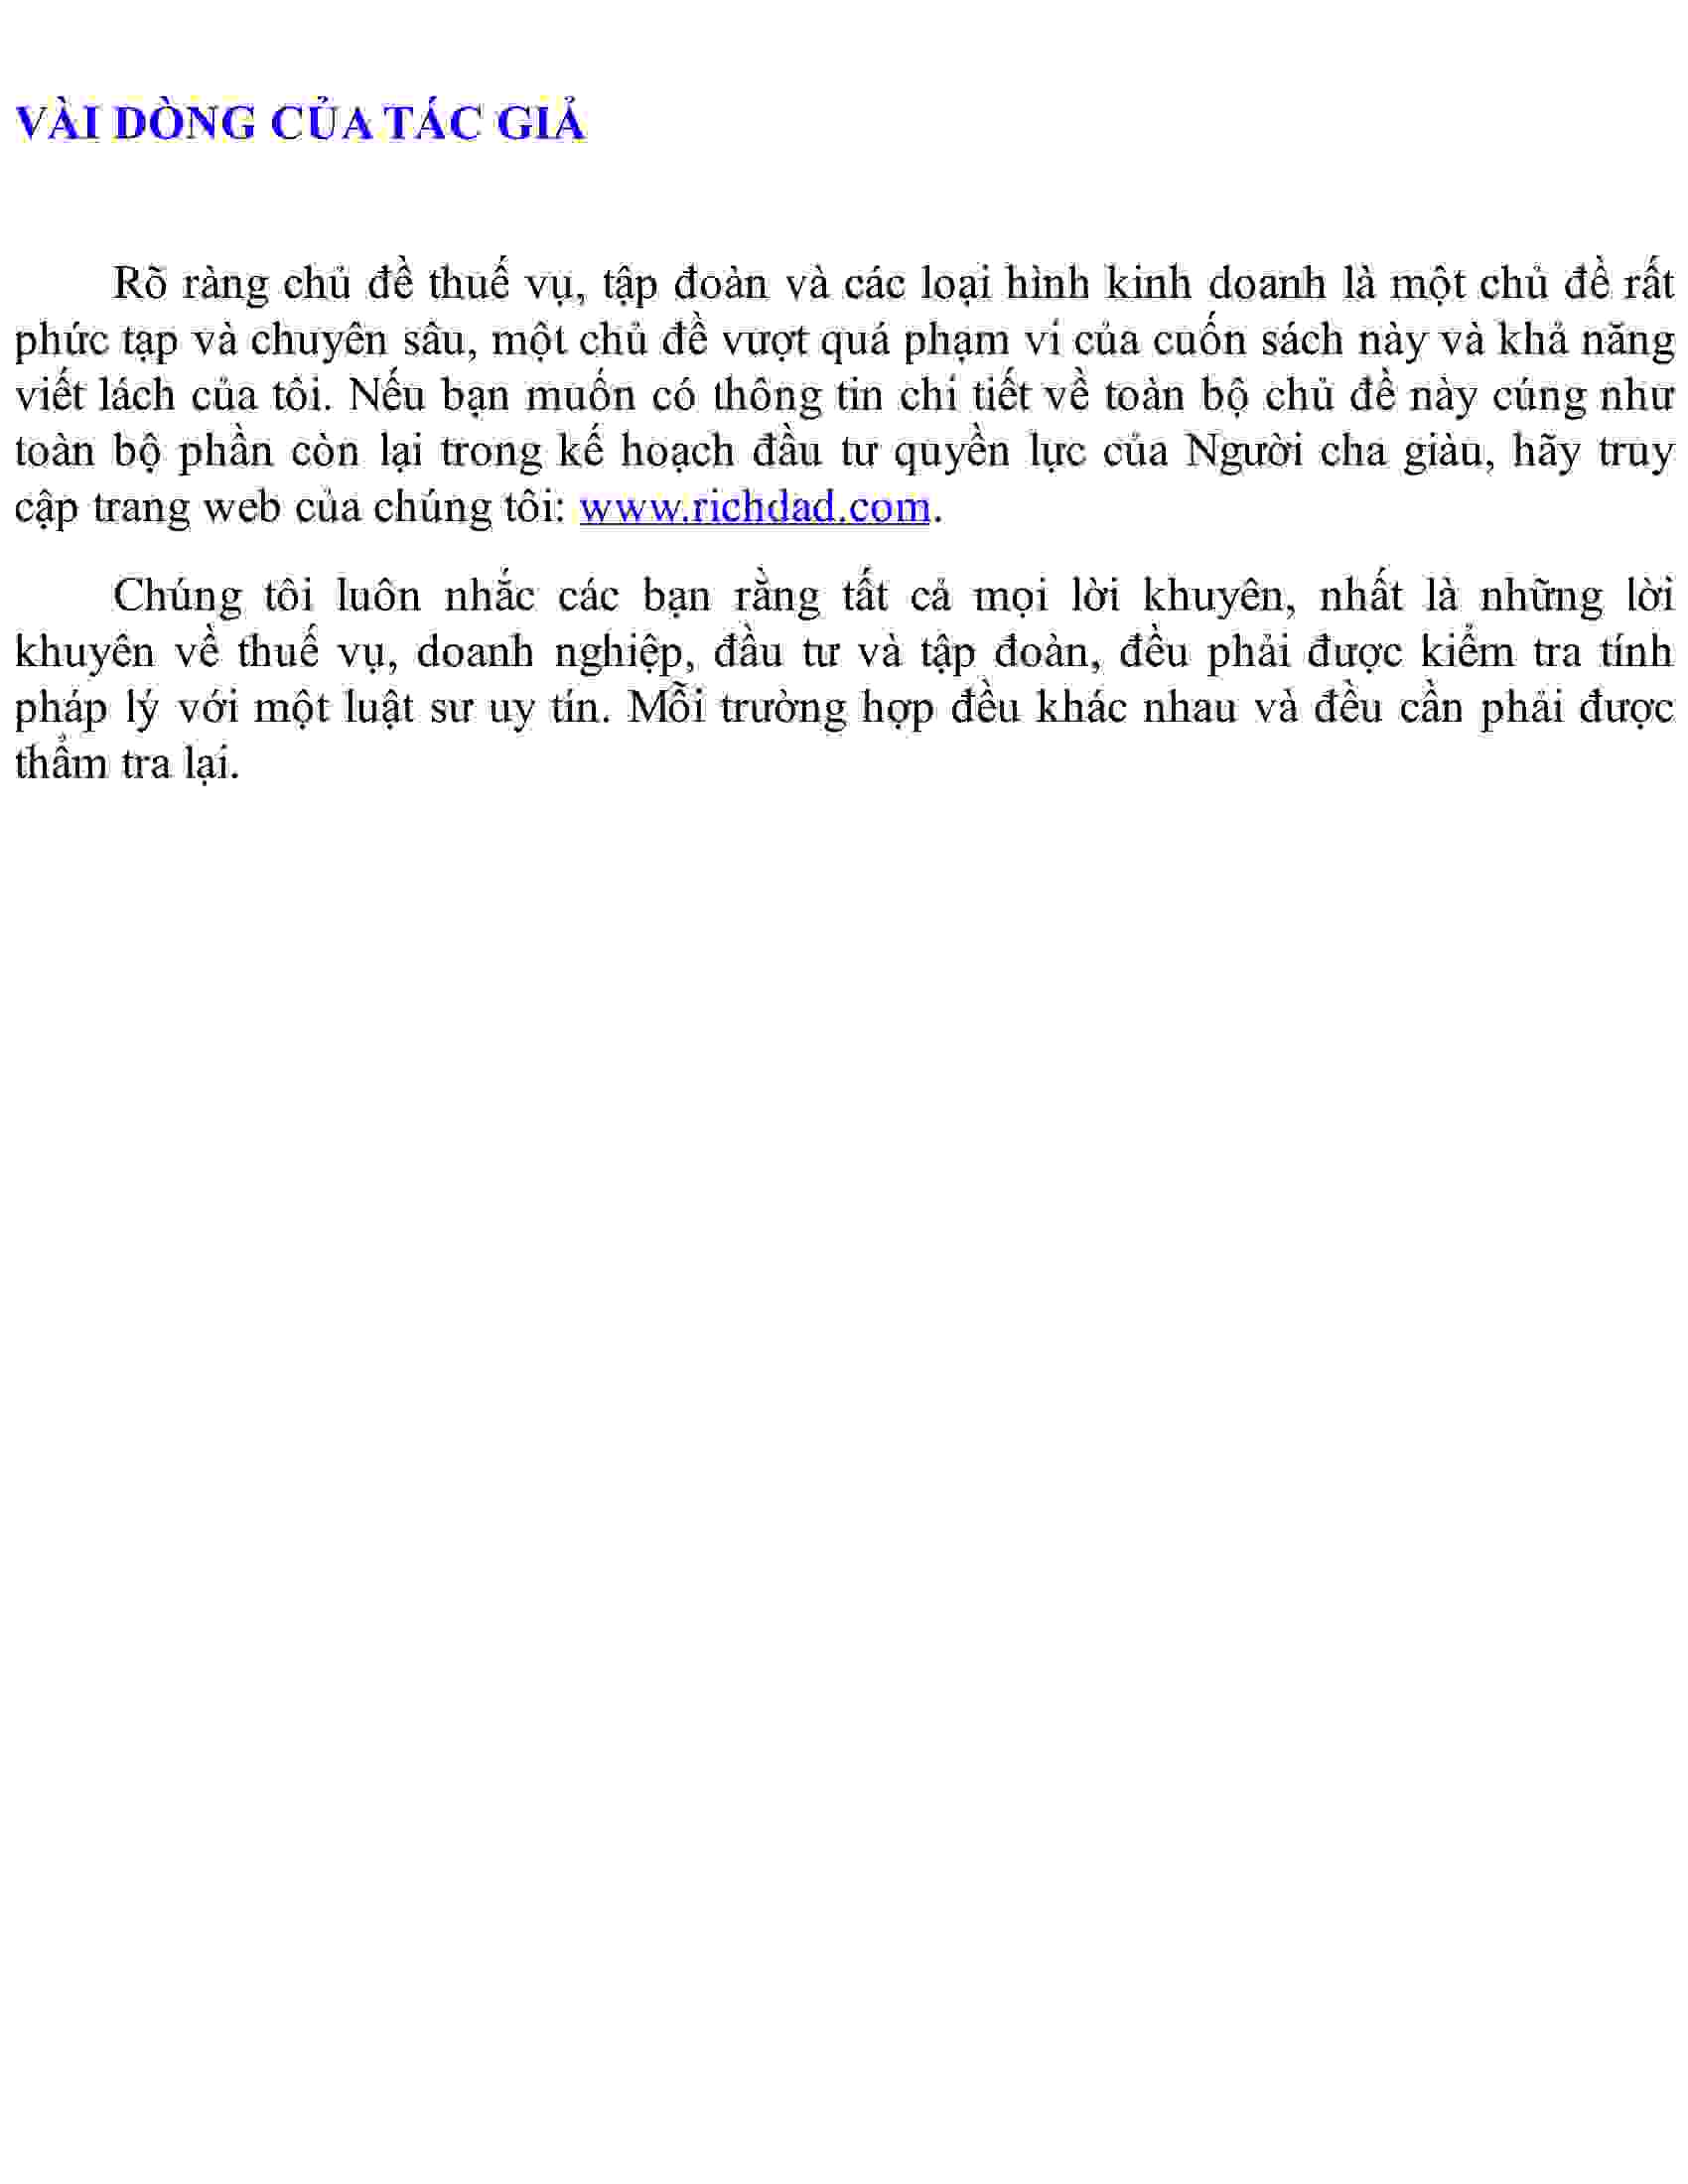 VÀI DÒNG CỦA TÁC GIẢ
Rõ ràng chủ đề thuế vụ, tập đoàn và các loại hình kinh doanh là một chủ đề rất
phức tạp và chuyên sâu, một chủ đề vượt quá phạm vi của cuốn sách này và khả năng
viết lách của tôi. Nếu bạn muốn có thông tin chi tiết về toàn bộ chủ đề này cúng như
toàn bộ phần còn lại trong kế hoạch đầu tư quyền lực của Người cha giàu, hãy truy
cập trang web của chúng tôi: www.richdad.com.
Chúng tôi luôn nhắc các bạn rằng tất cả mọi lời khuyên, nhất là những lời
khuyên về thuế vụ, doanh nghiệp, đầu tư và tập đoàn, đều phải được kiểm tra tính
pháp lý với một luật sư uy tín. Mỗi trường hợp đều khác nhau và đều cần phải được
thẩm tra lại.